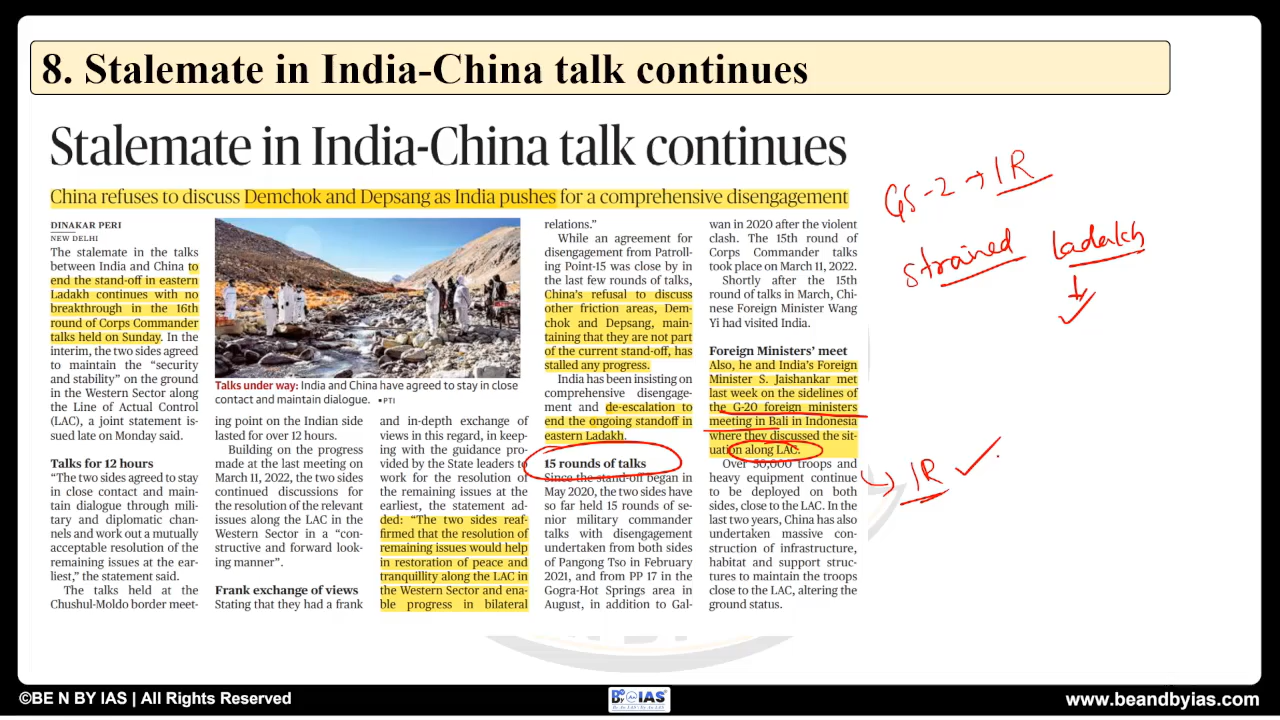 8. Stalemate in India-China talk continues
Stalemate in India-China talk continues
China refuses to discuss Demchok and Depsang as India pushes for a comprehensive disengagement
DINAKAR PERI
NEW DELHI
The stalemate in the talks
between India and China to
end the stand-off in eastern
Ladakh continues with no
breakthrough in the 16th
round of Corps Commander
talks held on Sunday. In the
interim, the two sides agreed
to maintain the “security
and stability” on the ground
in the Western Sector along
the Line of Actual Control
(LAC), a joint statement is-
sued late on Monday said.
Talks for 12 hours
“The two sides agreed to stay
in close contact and main-
tain dialogue through mili-
tary and diplomatic chan-
nels and work out a mutually
acceptable resolution of the
remaining issues at the ear-
liest,” the statement said.
The talks held at the
Chushul-Moldo border meet-
Talks under way: India and China have agreed to stay in close
contact and maintain dialogue. ▪PTI
ing point on the Indian side
lasted for over 12 hours.
Building on the progress
made at the last meeting on
March 11, 2022, the two sides
continued discussions for
the resolution of the relevant
issues along the LAC in the
Western Sector in a “con-
structive and forward look-
ing manner”.
Frank exchange of views
Stating that they had a frank
and in-depth exchange of
views in this regard, in keep-
ing with the guidance pro-
vided by the State leaders to
work for the resolution of
the remaining issues at the
earliest, the statement ad-
ded: “The two sides reaf-
firmed that the resolution of
remaining issues would help
in restoration of peace and
tranquillity along the LAC in
the Western Sector and ena-
ble progress in bilateral
relations.”
While an agreement for
disengagement from Patroll-
ing Point-15 was close by in
the last few rounds of talks,
China’s refusal to discuss
other friction areas, Dem-
chok and Depsang, main-
taining that they are not part
of the current stand-off, has
stalled any progress.
India has been insisting on
comprehensive disengage-
ment and de-escalation to
end the ongoing standoff in
eastern Ladakh.
15 rounds of talks
Since the stand-off began in
May 2020, the two sides have
so far held 15 rounds of se-
nior military commander
talks with disengagement
undertaken from both sides
of Pangong Tso in February
2021, and from PP 17 in the
Gogra-Hot Springs area in
August, in addition to Gal-
wan in 2020 after the violent
clash. The 15th round of
Corps Commander talks
took place on March 11, 2022.
Shortly after the 15th
round of talks in March, Chi-
nese Foreign Minister Wang
Yi had visited India.
Foreign Ministers’ meet
Also, he and India’s Foreign
Minister S. Jaishankar met
last week on the sidelines of
the G-20 foreign ministers
meeting in Bali in Indonesia
where they discussed the sit-
uation along LAC.
Over 50,000 troops and
heavy equipment continue
to be deployed on both
sides, close to the LAC. In the
last two years, China has also
undertaken massive con-
struction of infrastructure,
habitat and support struc-
tures to maintain the troops
close to the LAC, altering the
ground status.
GS-2 → IR
strained ladakh
IR
©BE N BY IAS | All Rights Reserved
IAS
www.beandbyias.com